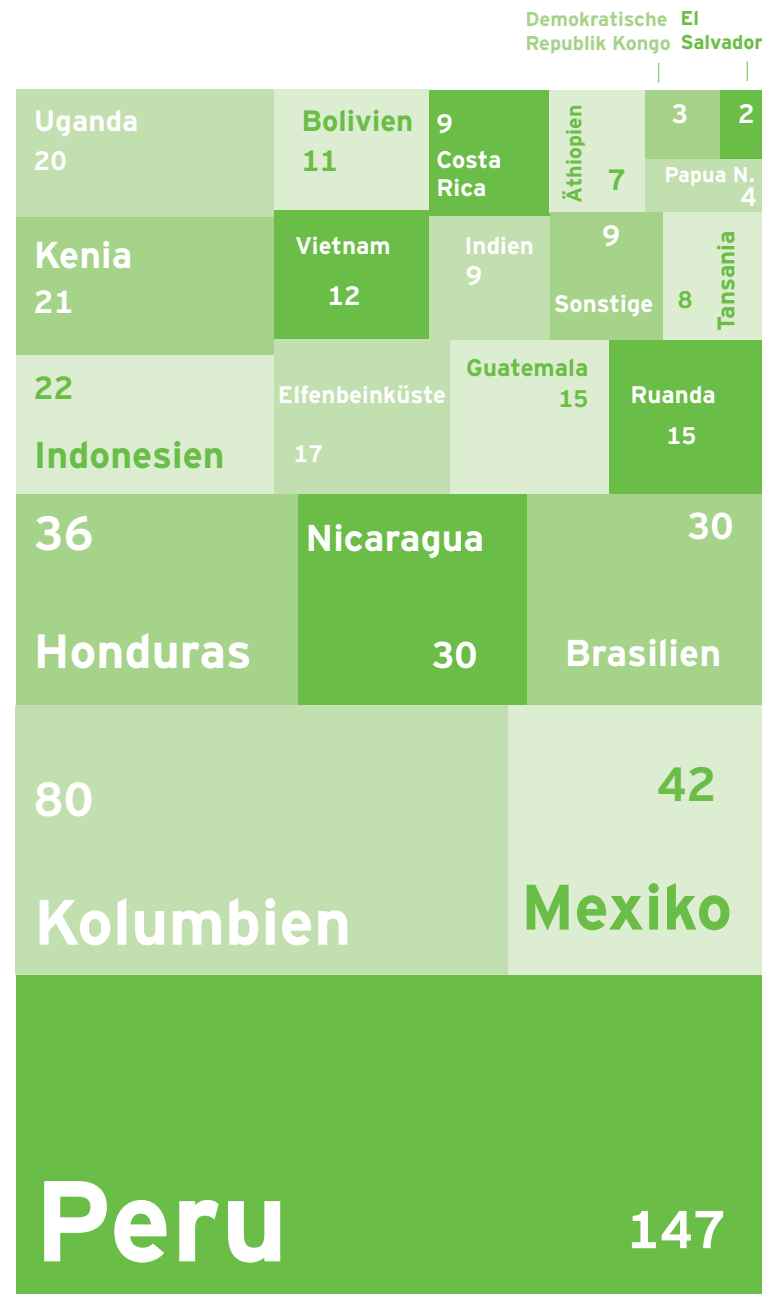 Demokratische
Republik Kongo
El
Salvador
Uganda
20
Bolivien
11
9
Costa
Rica
Äthiopien
7
3
2
Papua N.
4
Kenia
21
Vietnam
12
Indien
9
9
Sonstige
8
Tansania
22
Indonesien
Elfenbeinküste
17
Guatemala
15
Ruanda
15
36
Honduras
Nicaragua
30
30
Brasilien
80
Kolumbien
42
Mexiko
Peru
147